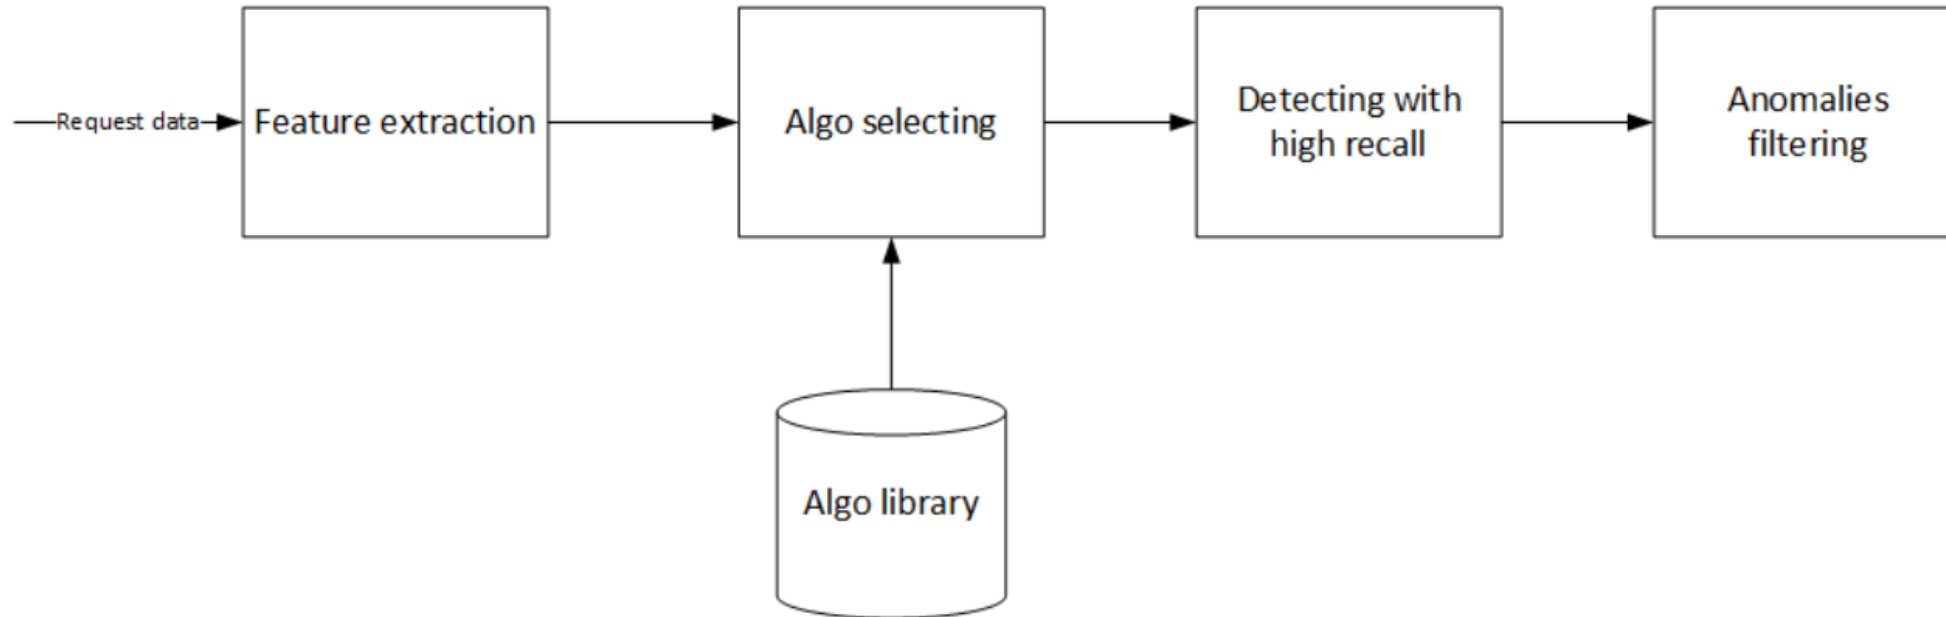 Request data
Feature extraction
Algo selecting
Detecting with
high recall
Anomalies
filtering
Algo library